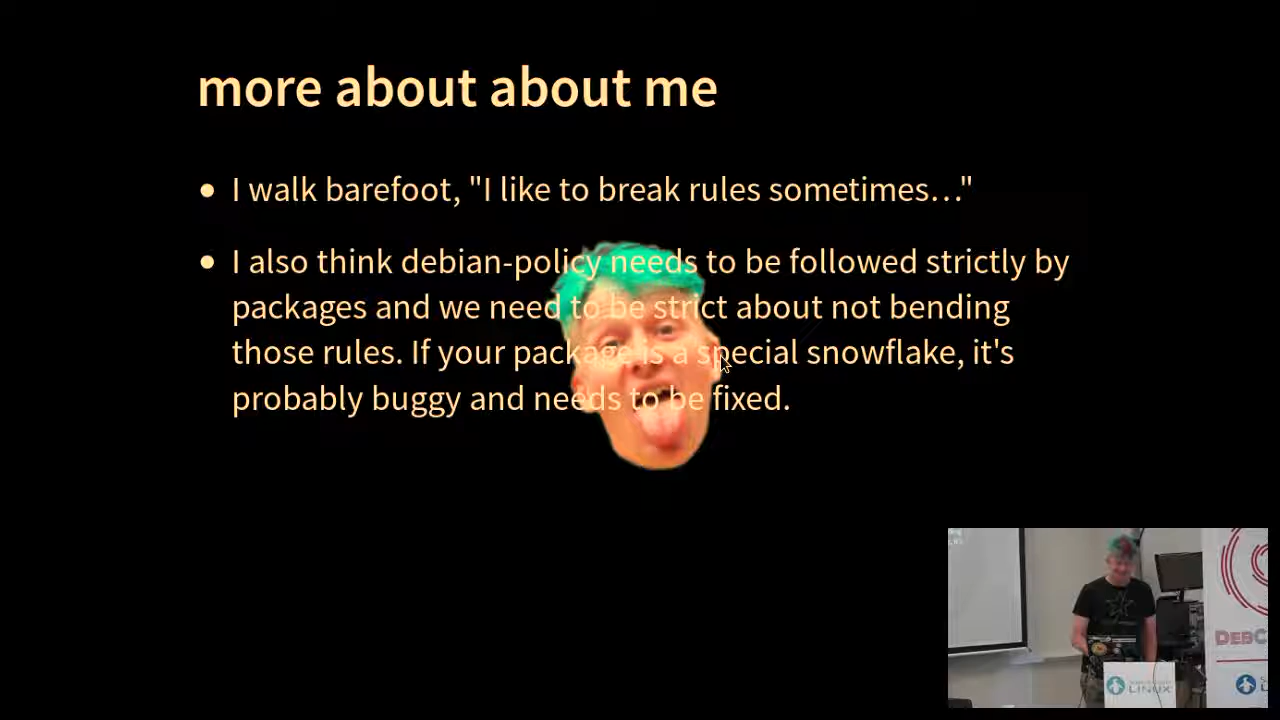 more about about me
I walk barefoot, "I like to break rules sometimes…"
I also think debian-policy needs to be followed strictly by
packages and we need to be strict about not bending
those rules. If your package is a special snowflake, it's
probably buggy and needs to be fixed.
DEBC
LINUX